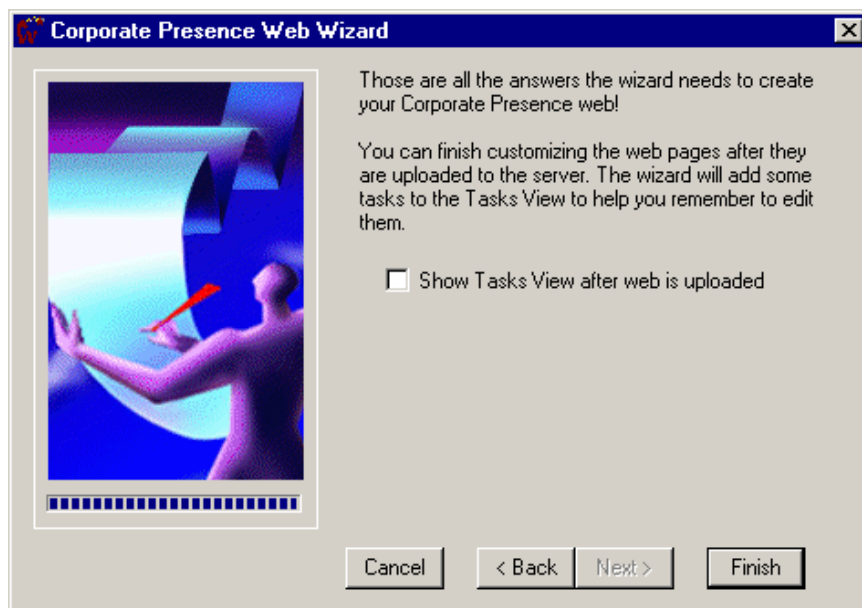 Corporate Presence Web Wizard
Those are all the answers the wizard needs to create
your Corporate Presence web!
You can finish customizing the web pages after they
are uploaded to the server. The wizard will add some
tasks to the Tasks View to help you remember to edit
them.
Show Tasks View after web is uploaded
Cancel
< Back
Next >
Finish